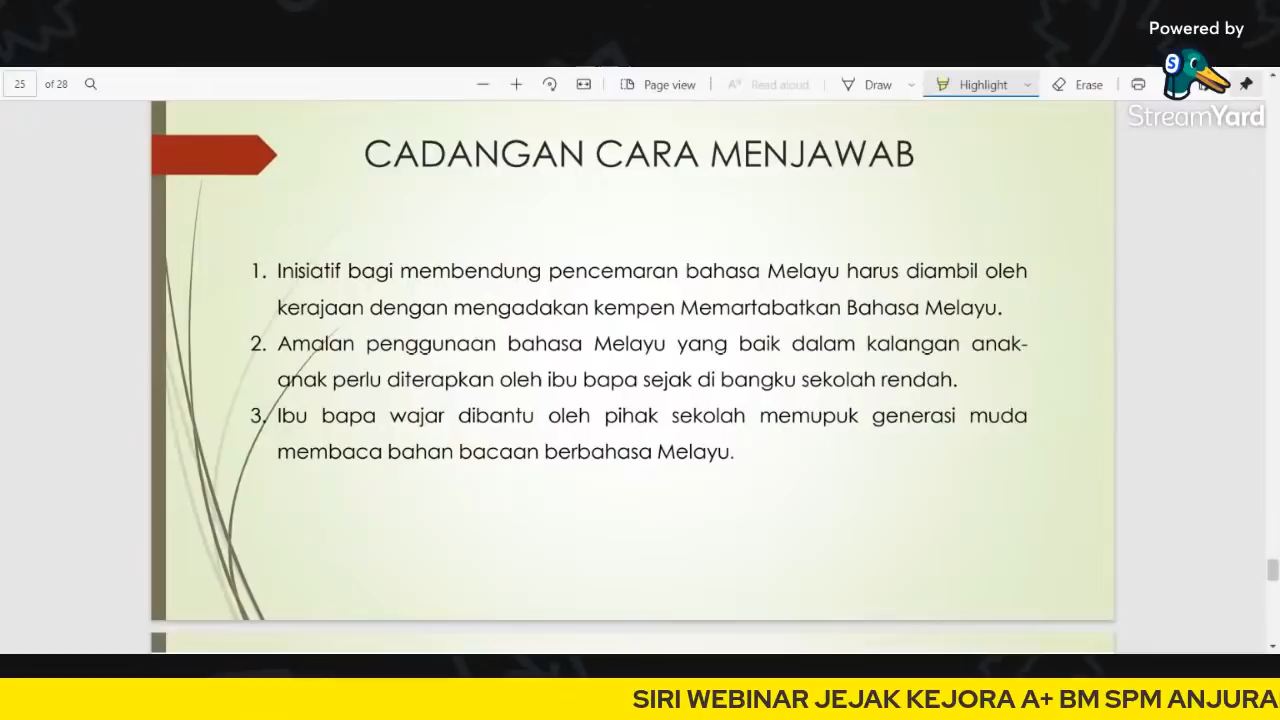 Powered by
StreamYard
25 of 28
Page view
Read aloud
Draw
Highlight
Erase
CADANGAN CARA MENJAWAB
1. Inisiatif bagi membendung pencemaran bahasa Melayu harus diambil oleh
kerajaan dengan mengadakan kempen Memartabatkan Bahasa Melayu.
2. Amalan penggunaan bahasa Melayu yang baik dalam kalangan anak-
anak perlu diterapkan oleh ibu bapa sejak di bangku sekolah rendah.
3. Ibu bapa wajar dibantu oleh pihak sekolah memupuk generasi muda
membaca bahan bacaan berbahasa Melayu.
SIRI WEBINAR JEJAK KEJORA A+ BM SPM ANJURA